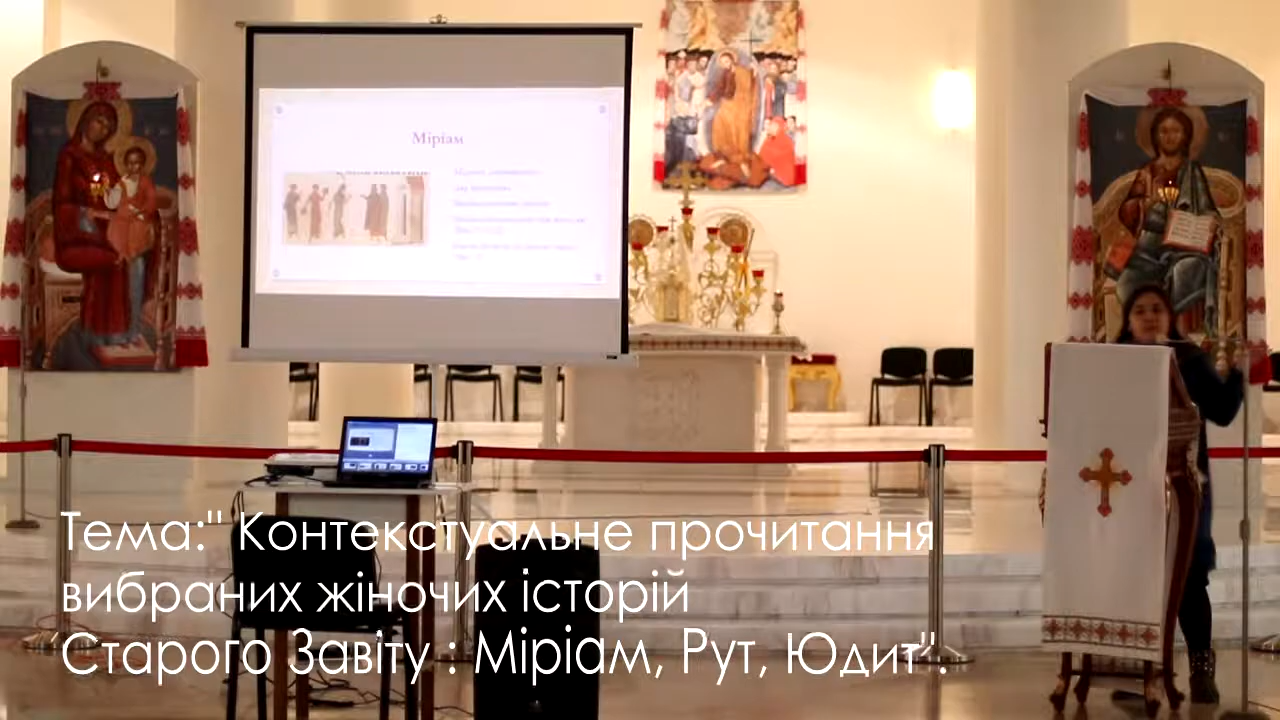 Міріам
Тема:" Контекстуальне прочитання
вибраних жіночих історій
Старого Завіту : Міріам, Рут, Юдит".